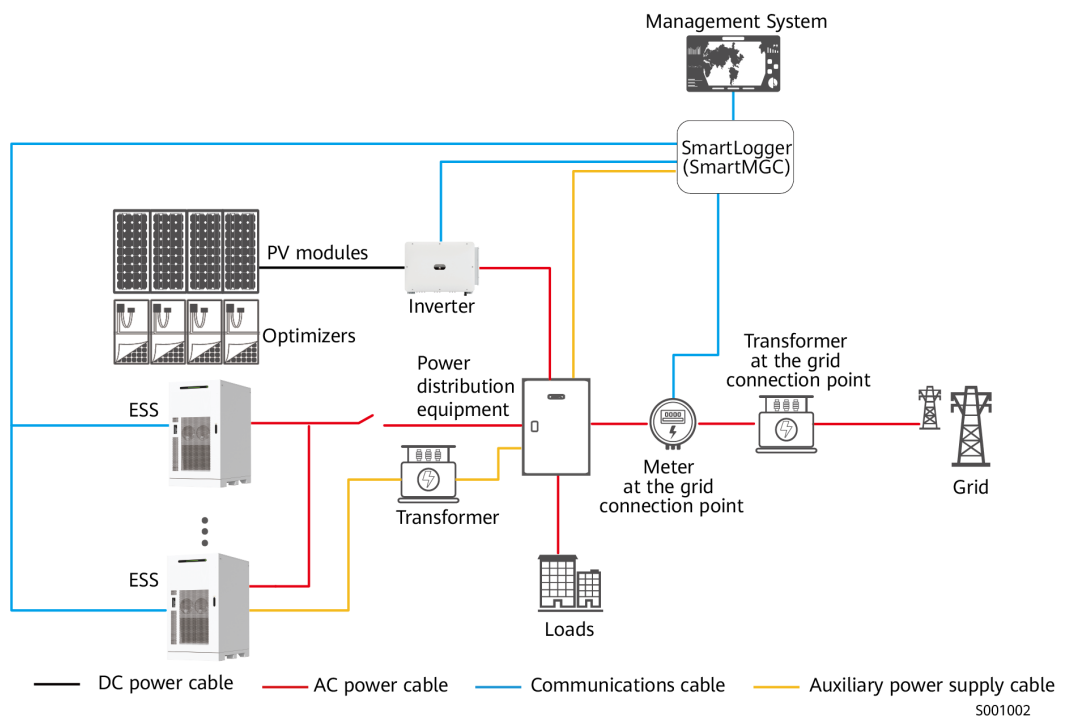 Management System
SmartLogger
(SmartMGC)
PV modules
Inverter
Optimizers
Transformer
at the grid
connection point
Power
distribution
equipment
ESS
Meter
at the grid
connection point
Grid
Transformer
ESS
Loads
DC power cable
AC power cable
Communications cable
Auxiliary power supply cable
S001002